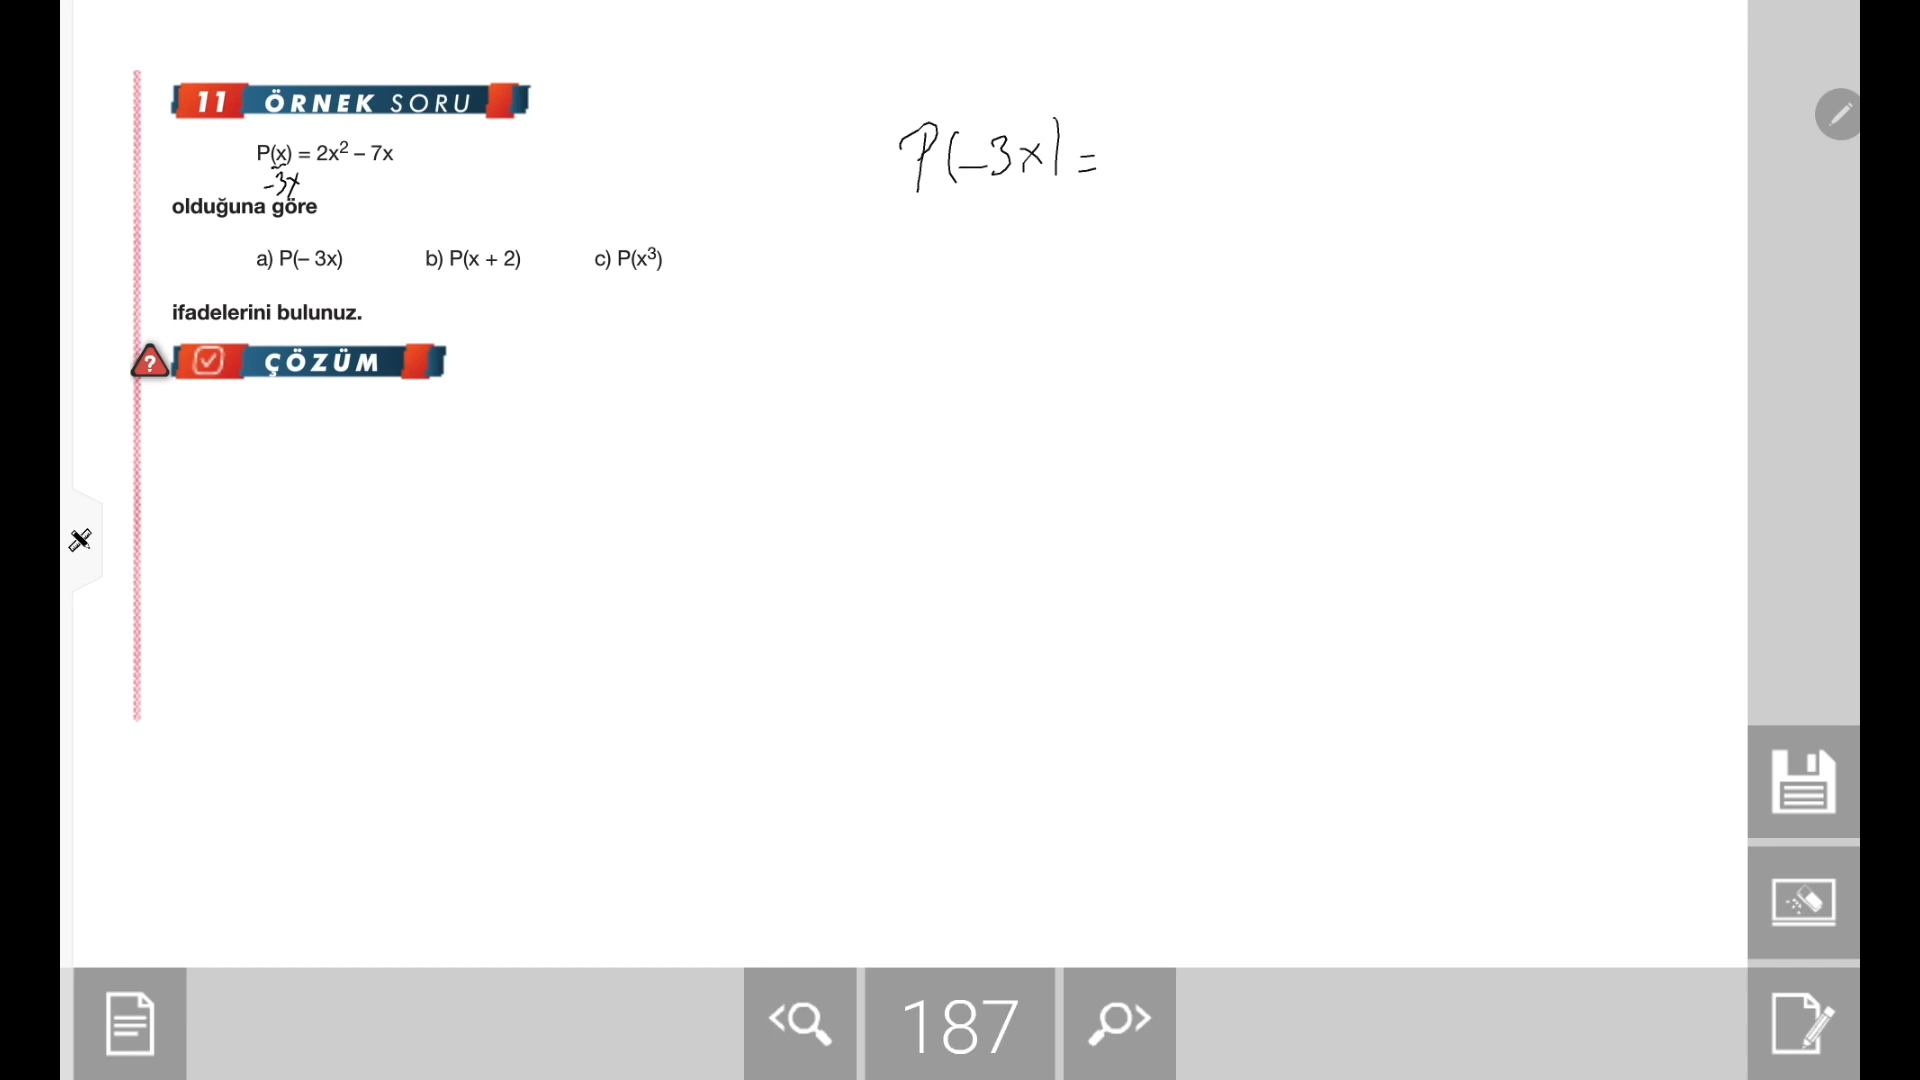 11 ÖRNEK SORU
P(x) = 2x² – 7x
-3x
olduğuna göre
a) P(– 3x) b) P(x + 2) c) P(x³)
ifadelerini bulunuz.
? ÇÖZÜM
P(-3x) =
187